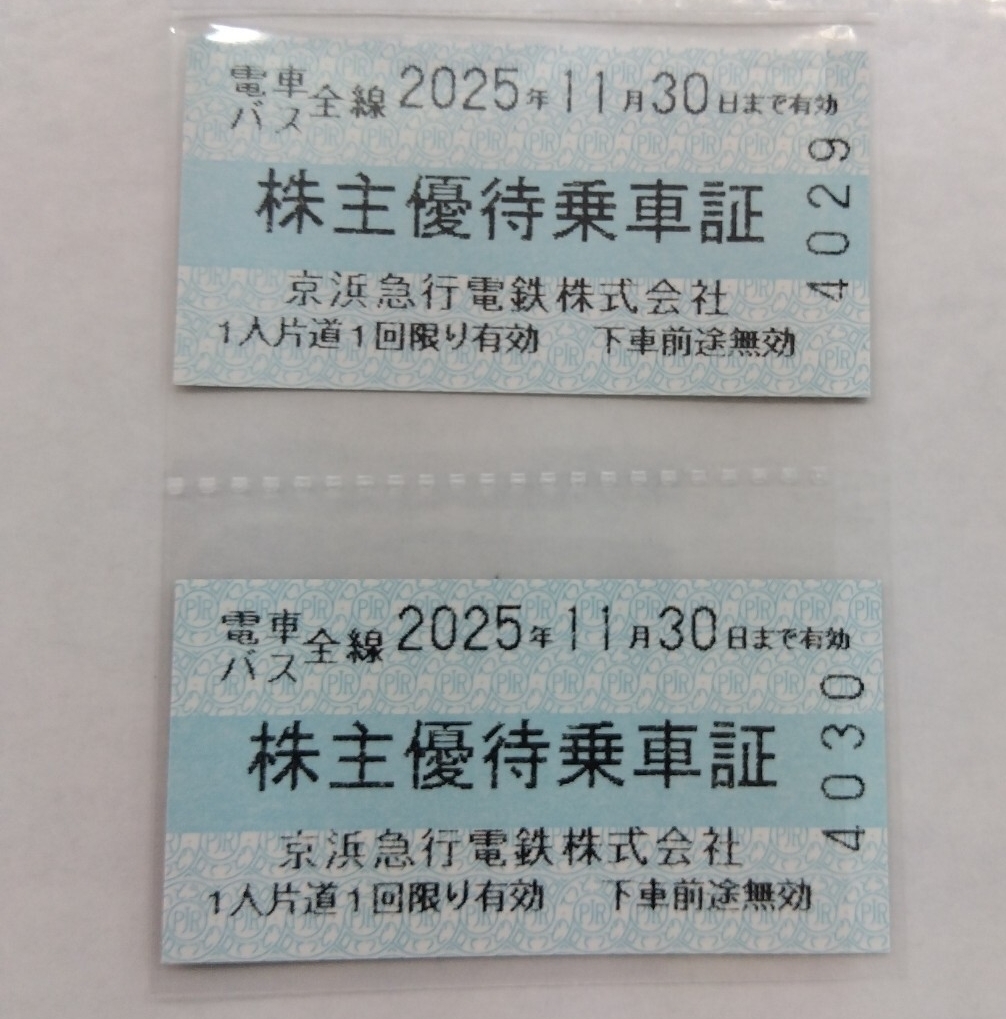 電車バス全線 2025年11月30日まで有効
株主優待乗車証
4029
京浜急行電鉄株式会社
1人片道1回限り有効 下車前途無効
電車バス全線 2025年11月30日まで有効
株主優待乗車証
4030
京浜急行電鉄株式会社
1人片道1回限り有効 下車前途無効